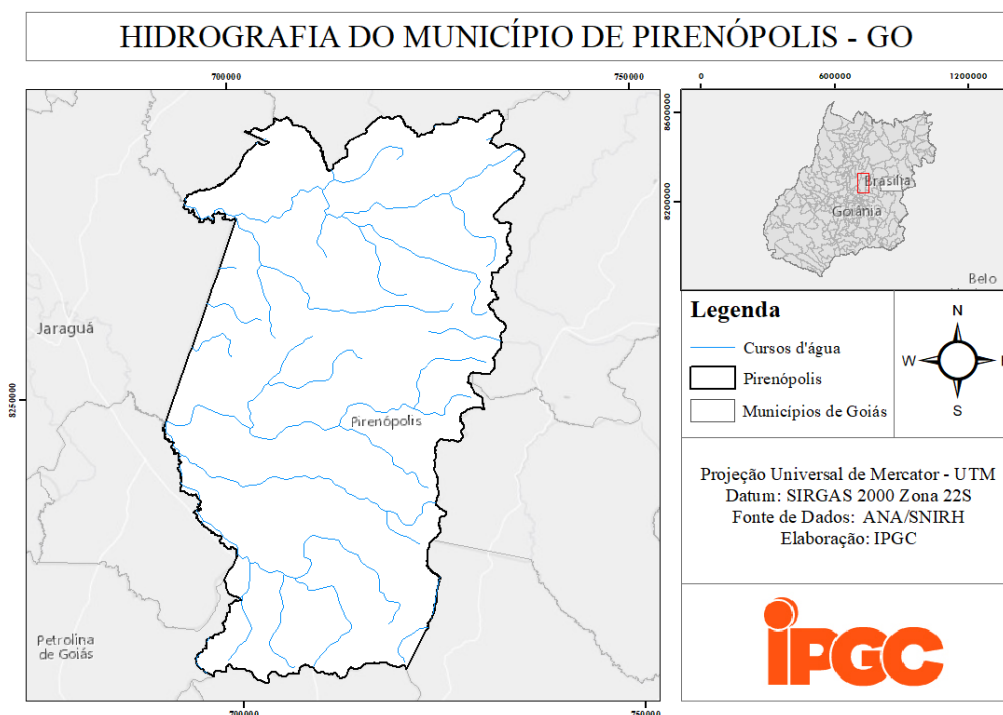 HIDROGRAFIA DO MUNICÍPIO DE PIRENÓPOLIS - GO
700000
750000
0
600000
1200000
8600000
8200000
Brasília
Goiânia
Belo
Jaraguá
8250000
Pirenópolis
Petrolina
de Goiás
700000
750000
Legenda
Cursos d'água
Pirenópolis
Municípios de Goiás
N
W
S
Projeção Universal de Mercator - UTM
Datum: SIRGAS 2000 Zona 22S
Fonte de Dados: ANA/SNIRH
Elaboração: IPGC
iPGC